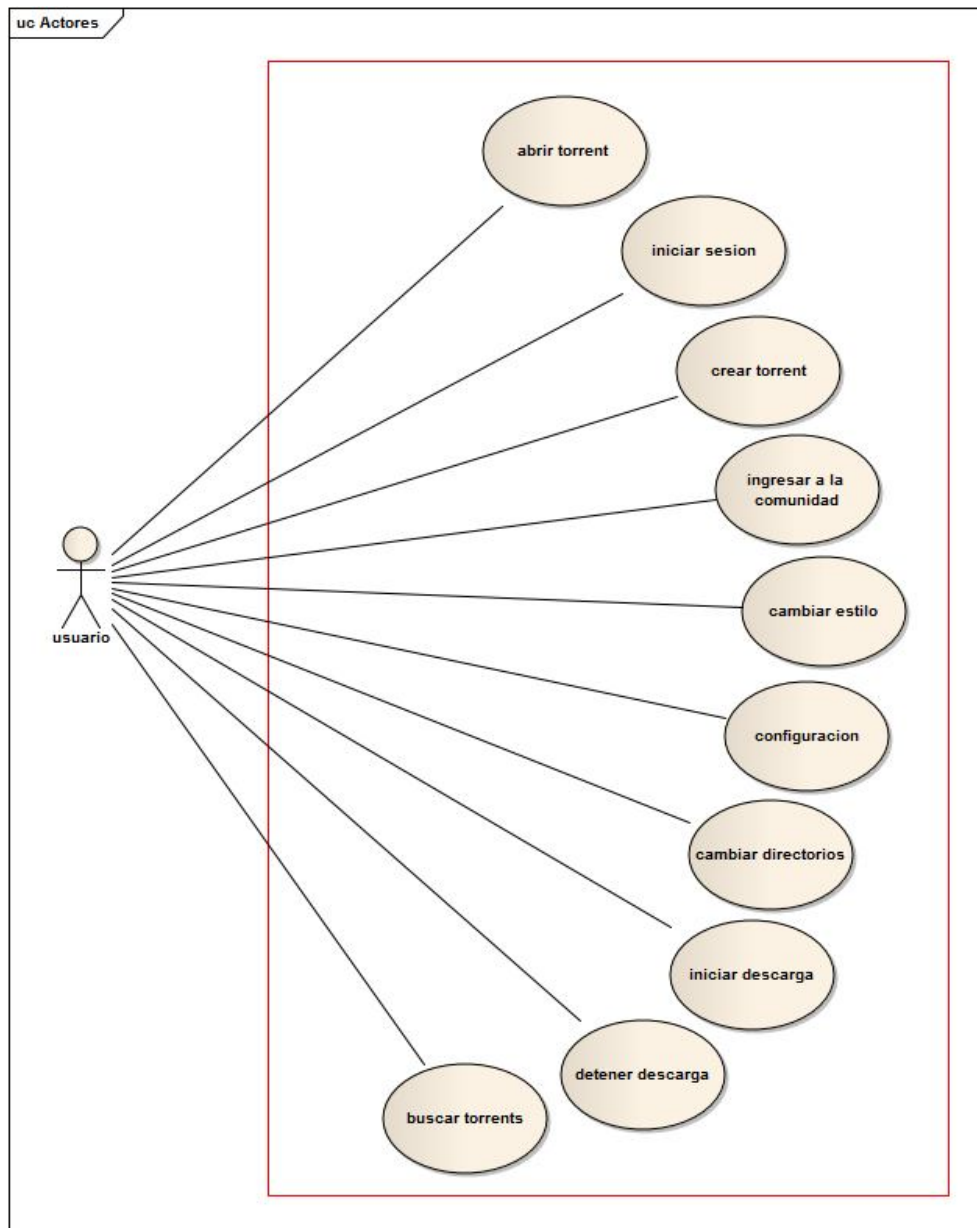 uc Actores
abrir torrent
iniciar sesion
crear torrent
ingresar a la
comunidad
cambiar estilo
usuario
configuracion
cambiar directorios
iniciar descarga
detener descarga
buscar torrents